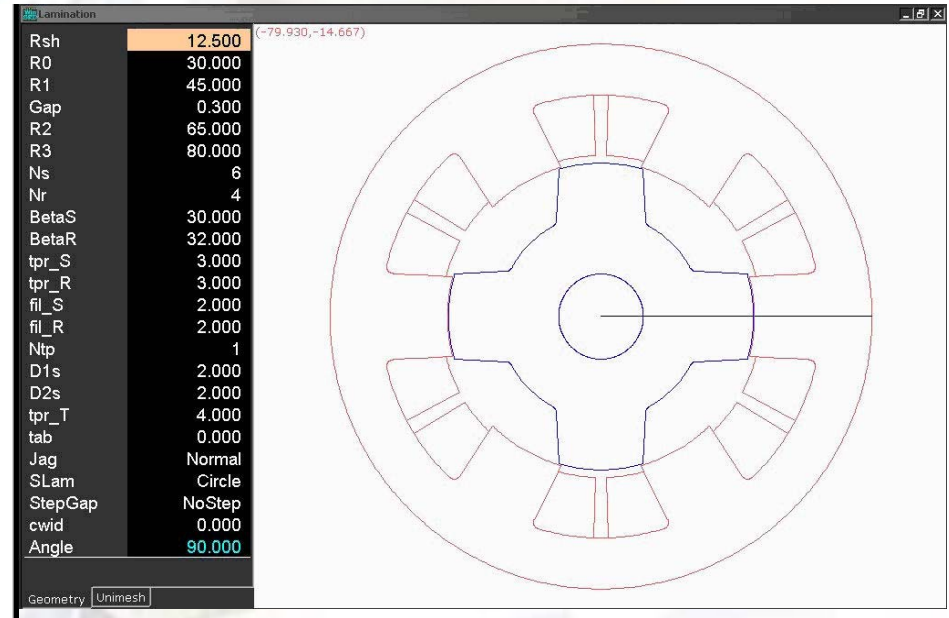 Lamination
(-79.930,-14.667)
Rsh 12.500
R0 30.000
R1 45.000
Gap 0.300
R2 65.000
R3 80.000
Ns 6
Nr 4
BetaS 30.000
BetaR 32.000
tpr_S 3.000
tpr_R 3.000
fil_S 2.000
fil_R 2.000
Ntp 1
D1s 2.000
D2s 2.000
tpr_T 4.000
tab 0.000
Jag Normal
SLam Circle
StepGap NoStep
cwid 0.000
Angle 90.000
Geometry Unimesh